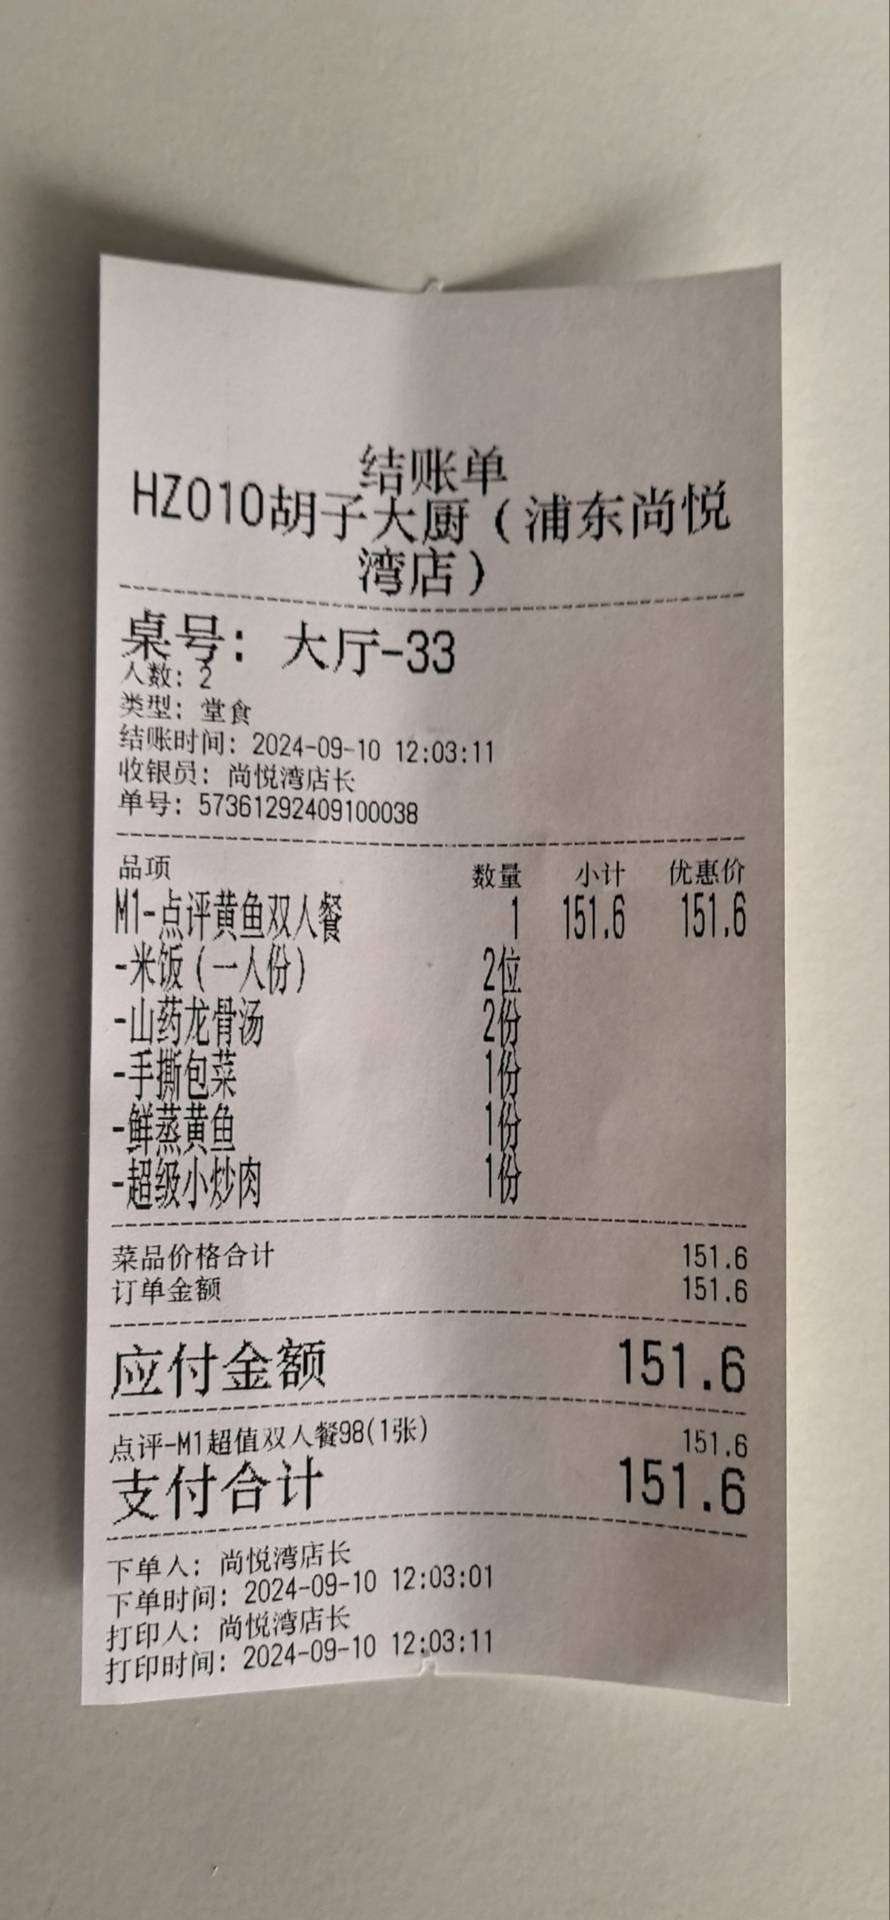 结账单
HZ010胡子大厨（浦东尚悦
湾店）
桌号：大厅-33
人数：2
类型：堂食
结账时间：2024-09-10 12:03:11
收银员：尚悦湾店长
单号：57361292409100038
品项 数量 小计 优惠价
M1-点评黄鱼双人餐 1 151.6 151.6
-米饭（一人份） 2位
-山药龙骨汤 2份
-手撕包菜 1份
-鲜蒸黄鱼 1份
-超级小炒肉 1份
菜品价格合计 151.6
订单金额 151.6
应付金额 151.6
点评-M1超值双人餐98(1张) 151.6
支付合计 151.6
下单人：尚悦湾店长
下单时间：2024-09-10 12:03:01
打印人：尚悦湾店长
打印时间：2024-09-10 12:03:11